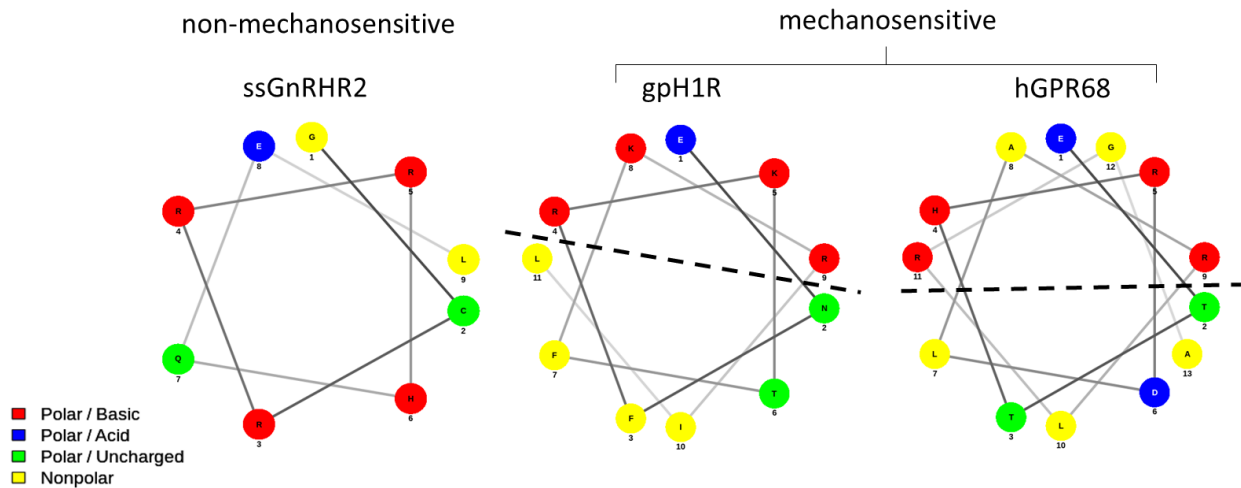 non-mechanosensitive
mechanosensitive
ssGnRHR2
gpH1R
hGPR68
G
1
E
8
R
5
R
4
L
9
C
2
Q
7
H
6
R
3
E
1
K
8
K
5
R
4
L
11
R
9
N
2
F
7
T
6
F
3
I
10
E
1
A
8
G
12
R
5
H
4
R
11
R
9
T
2
L
7
A
13
D
6
T
3
L
10
Polar / Basic
Polar / Acid
Polar / Uncharged
Nonpolar